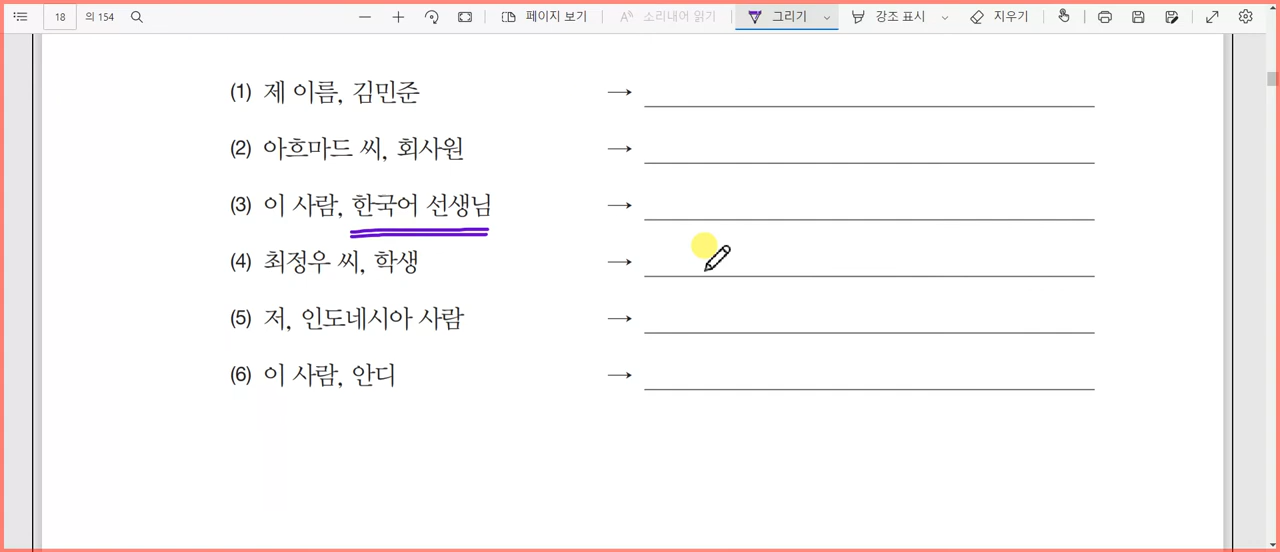 18 의 154 페이지 보기 소리내어 읽기 그리기 강조 표시 지우기
(1) 제 이름, 김민준 →
(2) 아흐마드 씨, 회사원 →
(3) 이 사람, 한국어 선생님 →
(4) 최정우 씨, 학생 →
(5) 저, 인도네시아 사람 →
(6) 이 사람, 안디 →